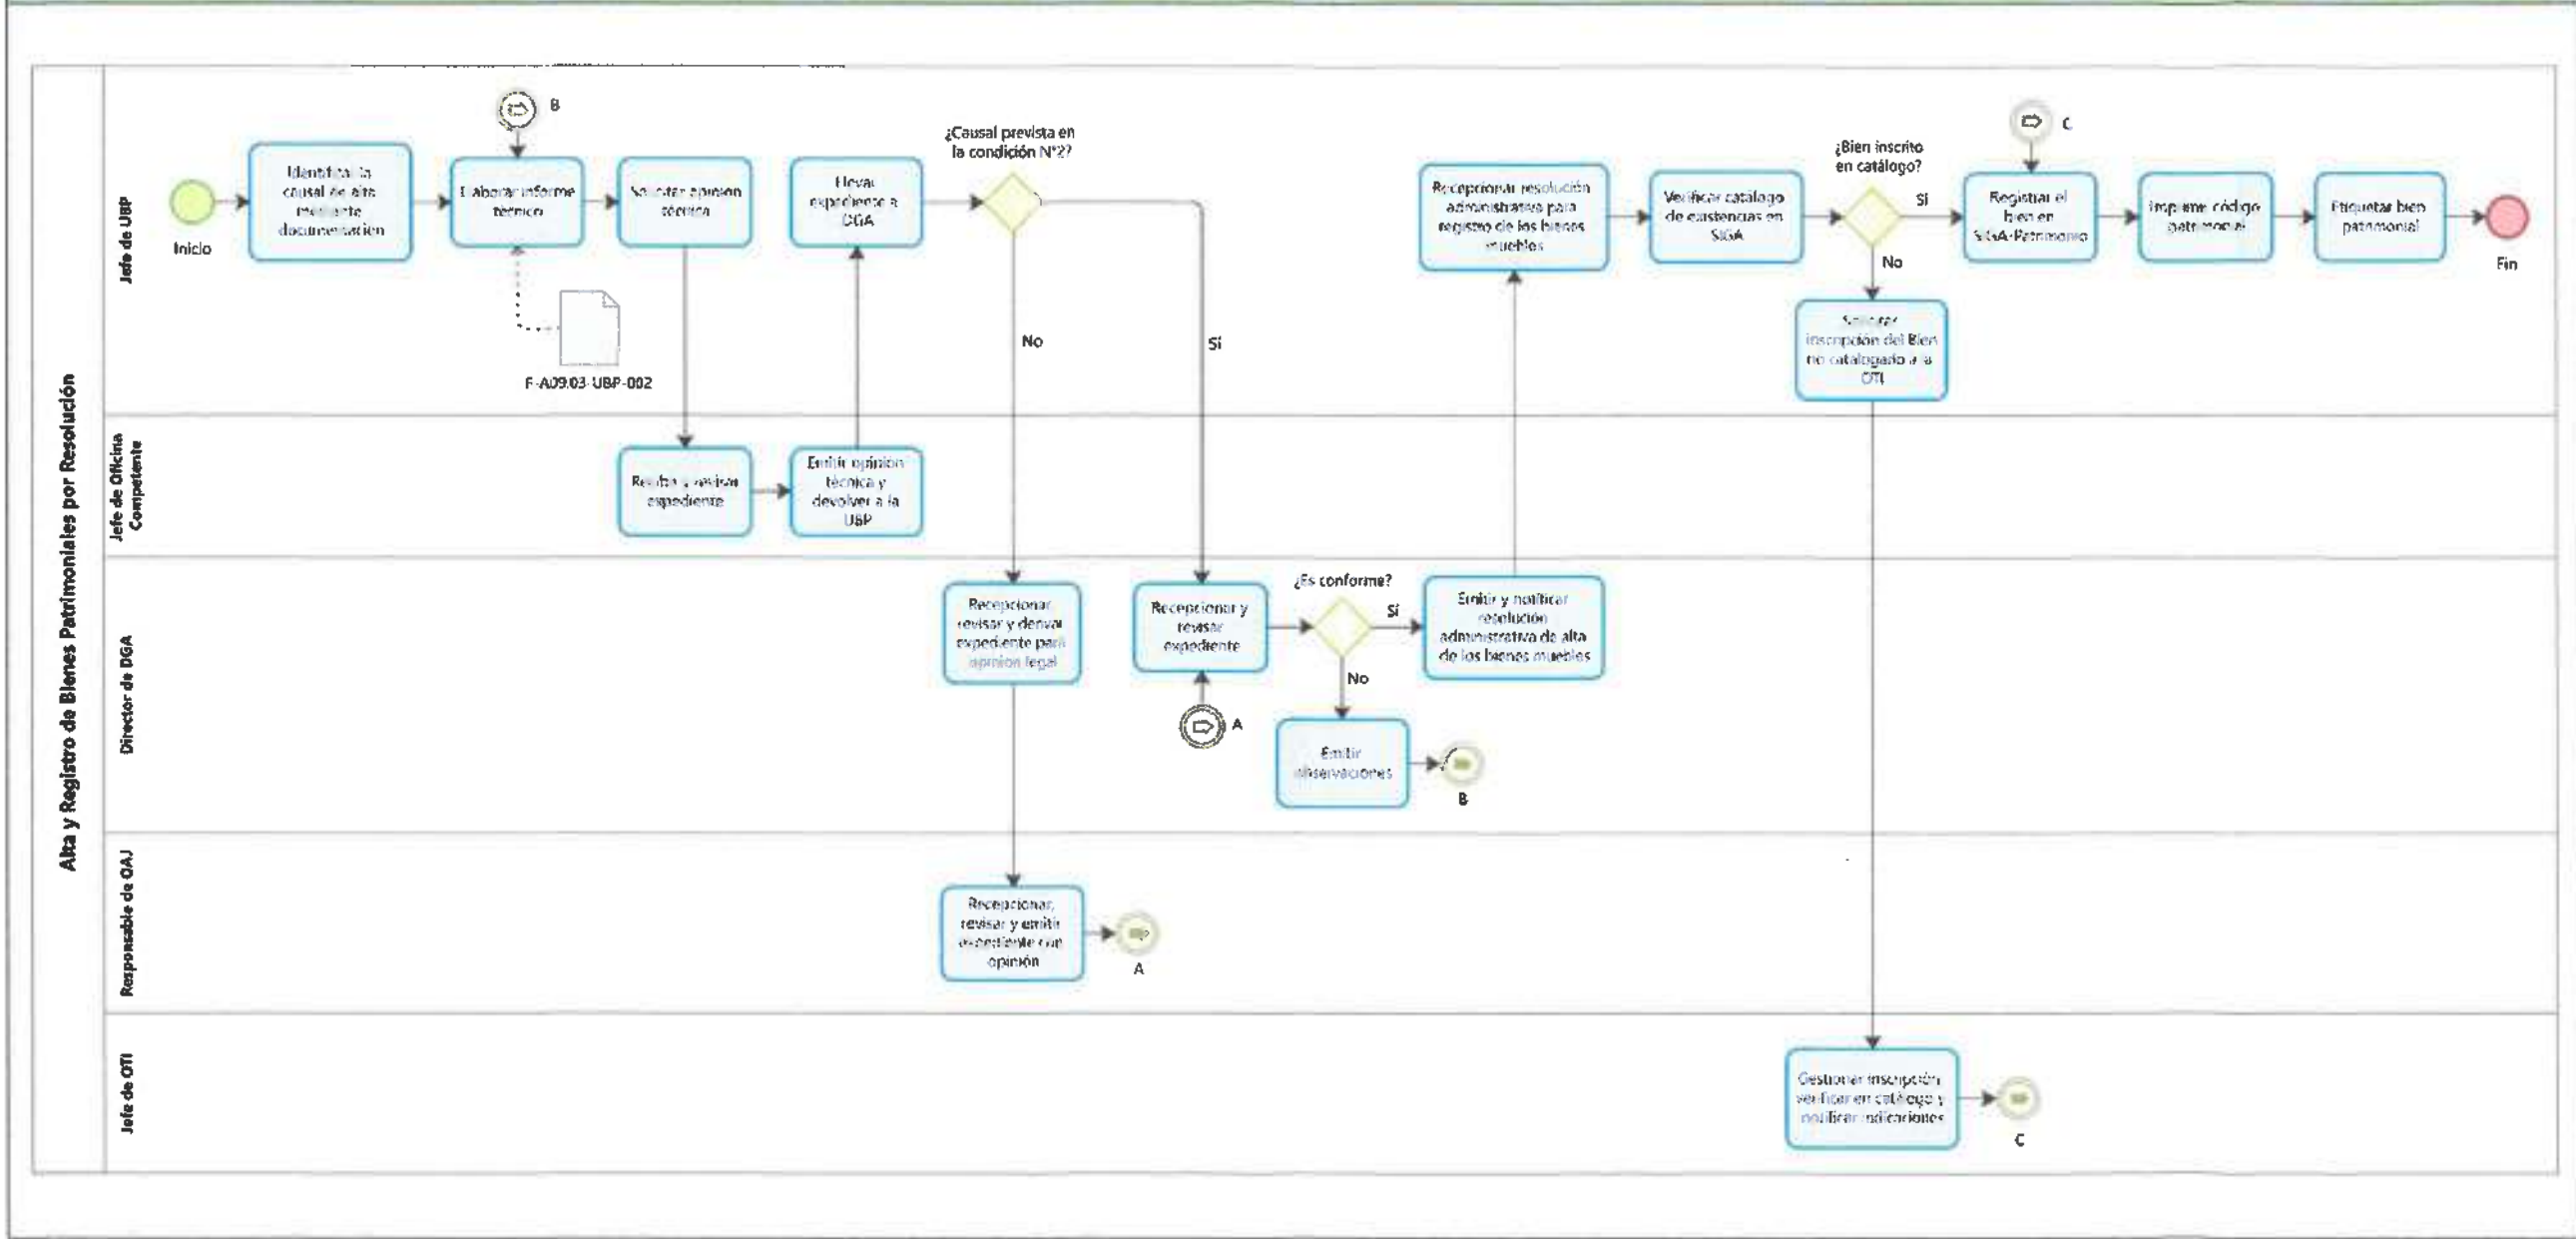 Alta y Registro de Bienes Patrimoniales por Resolución
Jefe de UBP
Inicio
Identificar la
causal de alta
mediante
documentación
B
Elaborar informe
técnico
F-A09.03-UBP-002
Solicitar opinión
técnica
Elevar
expediente a
DGA
¿Causal prevista en
la condición N°2?
No
Sí
Recepcionar resolución
administrativa para
registro de los bienes
muebles
Verificar catálogo
de existencias en
SIGA
¿Bien inscrito
en catálogo?
Sí
No
Solicitar
inscripción del Bien
no catalogado a la
OTI
C
Registrar el
bien en
SIGA-Patrimonio
Imprimir código
patrimonial
Etiquetar bien
patrimonial
Fin
Jefe de Oficina
Competente
Recibir y revisar
expediente
Emitir opinión
técnica y
devolver a la
UBP
Director de DGA
Recepcionar,
revisar y derivar
expediente para
opinión legal
Recepcionar y
revisar
expediente
A
¿Es conforme?
Sí
No
Emitir y notificar
resolución
administrativa de alta
de los bienes muebles
Emitir
observaciones
B
Responsable de OAJ
Recepcionar,
revisar y emitir
expediente con
opinión
A
Jefe de OTI
Gestionar inscripción,
verificar en catálogo y
notificar indicaciones
C